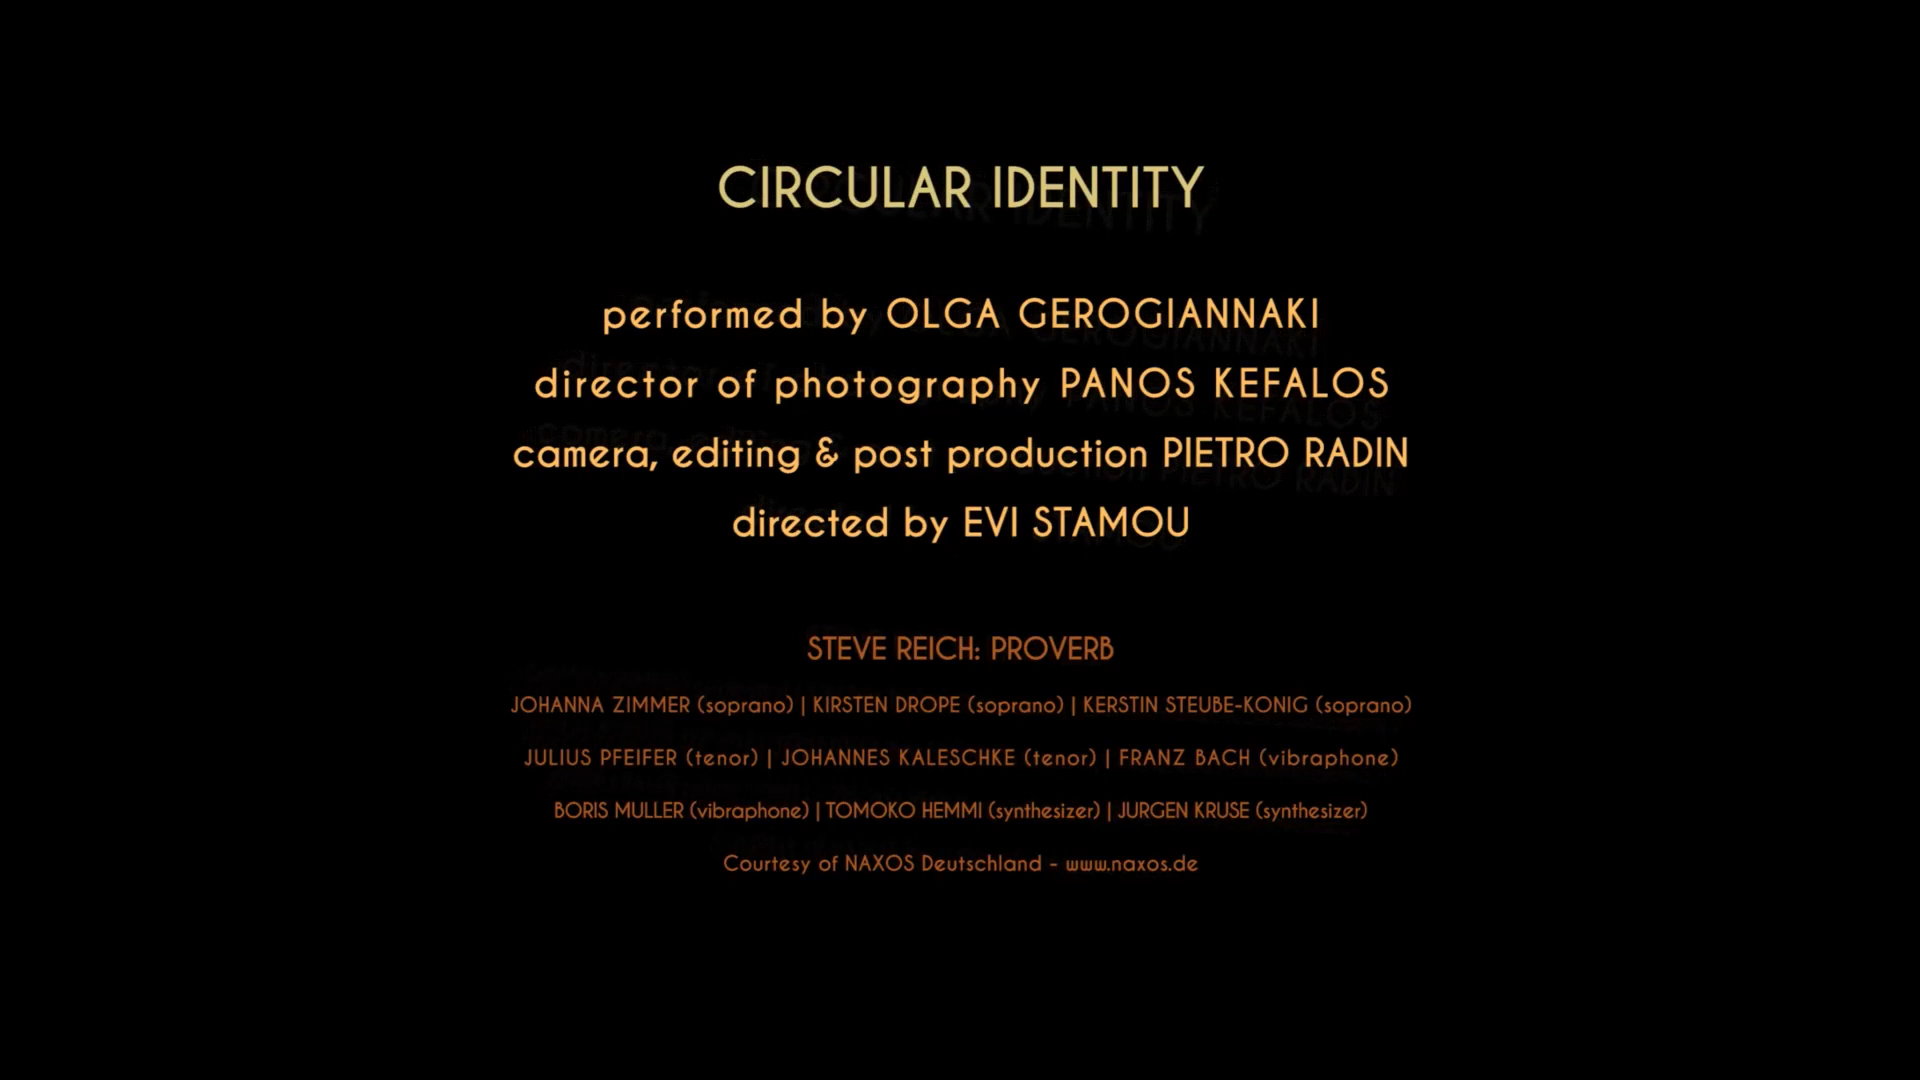 CIRCULAR IDENTITY
performed by OLGA GEROGIANNAKI
director of photography PANOS KEFALOS
camera, editing & post production PIETRO RADIN
directed by EVI STAMOU
STEVE REICH: PROVERB
JOHANNA ZIMMER (soprano) | KIRSTEN DROPE (soprano) | KERSTIN STEUBE-KONIG (soprano)
JULIUS PFEIFER (tenor) | JOHANNES KALESCHKE (tenor) | FRANZ BACH (vibraphone)
BORIS MULLER (vibraphone) | TOMOKO HEMMI (synthesizer) | JURGEN KRUSE (synthesizer)
Courtesy of NAXOS Deutschland - www.naxos.de